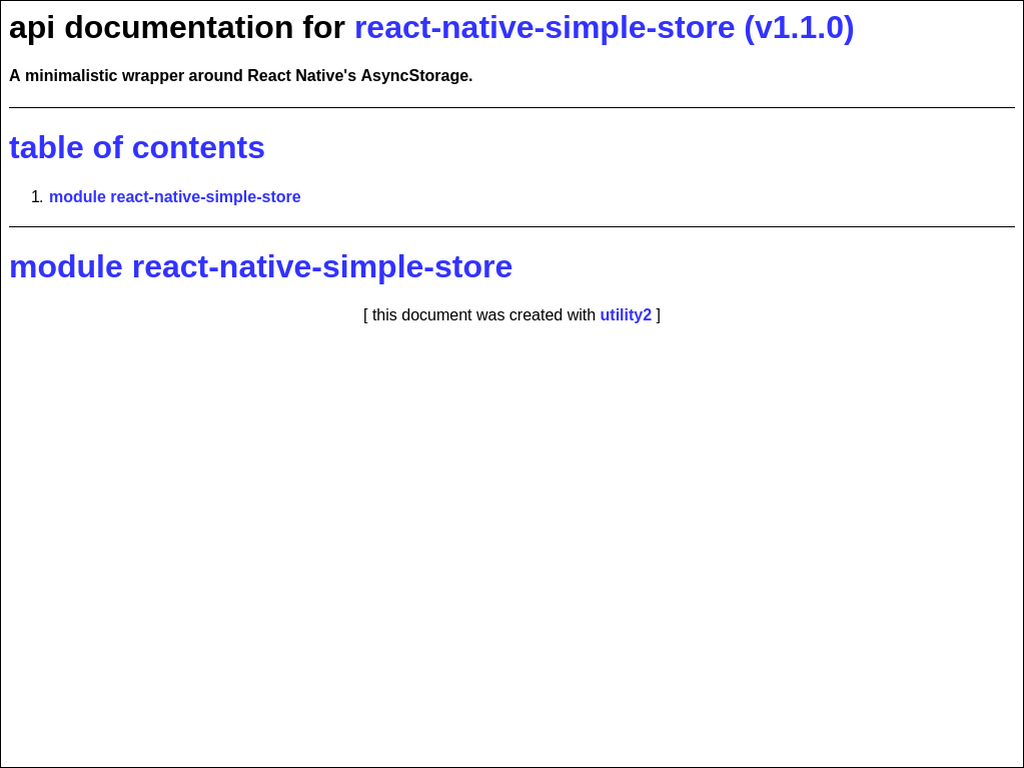 api documentation for react-native-simple-store (v1.1.0)
A minimalistic wrapper around React Native's AsyncStorage.
table of contents
1. module react-native-simple-store
module react-native-simple-store
[ this document was created with utility2 ]